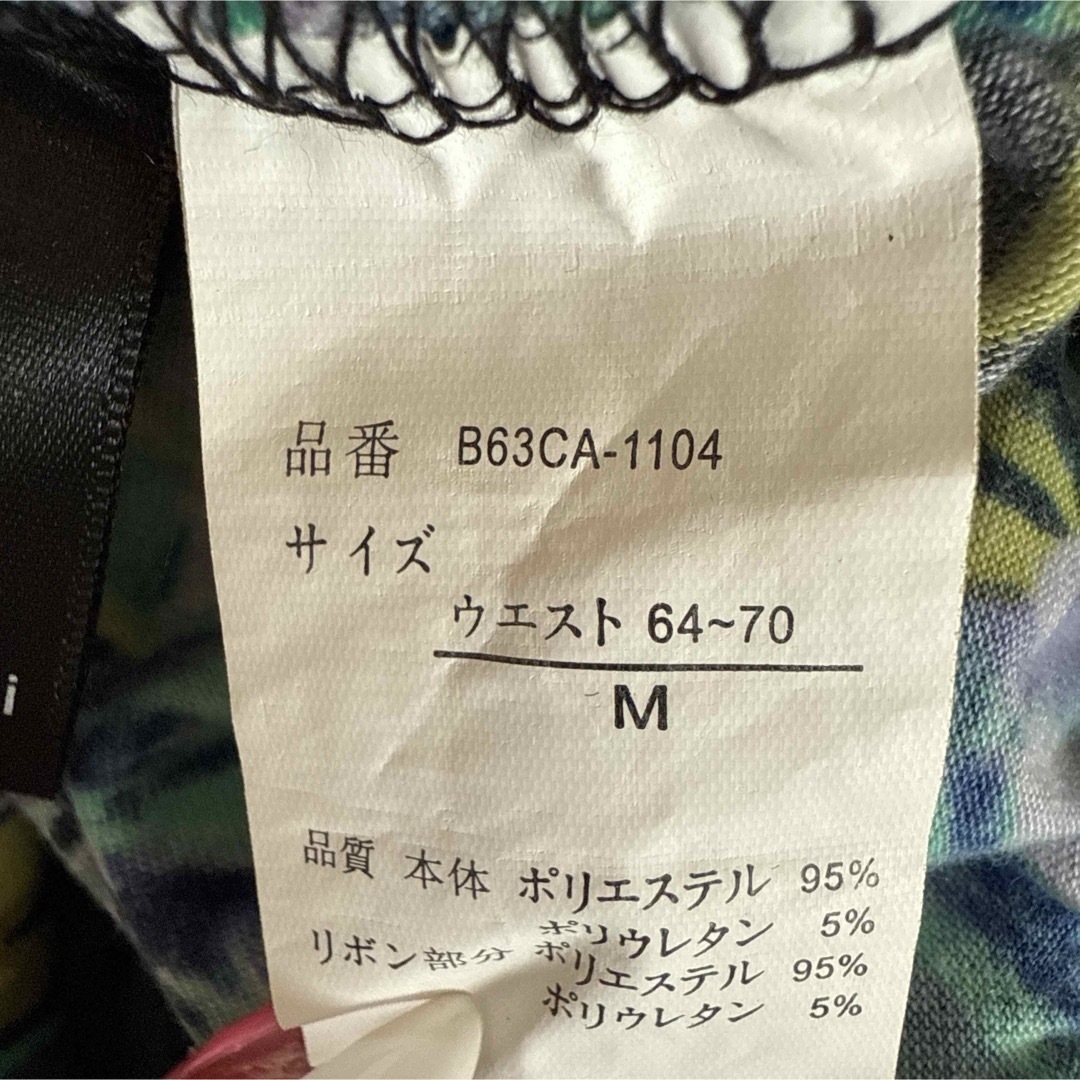 品番 B63CA-1104
サイズ
ウエスト 64~70
M
品質 本体 ポリエステル 95%
ポリウレタン 5%
リボン部分 ポリエステル 95%
ポリウレタン 5%
i